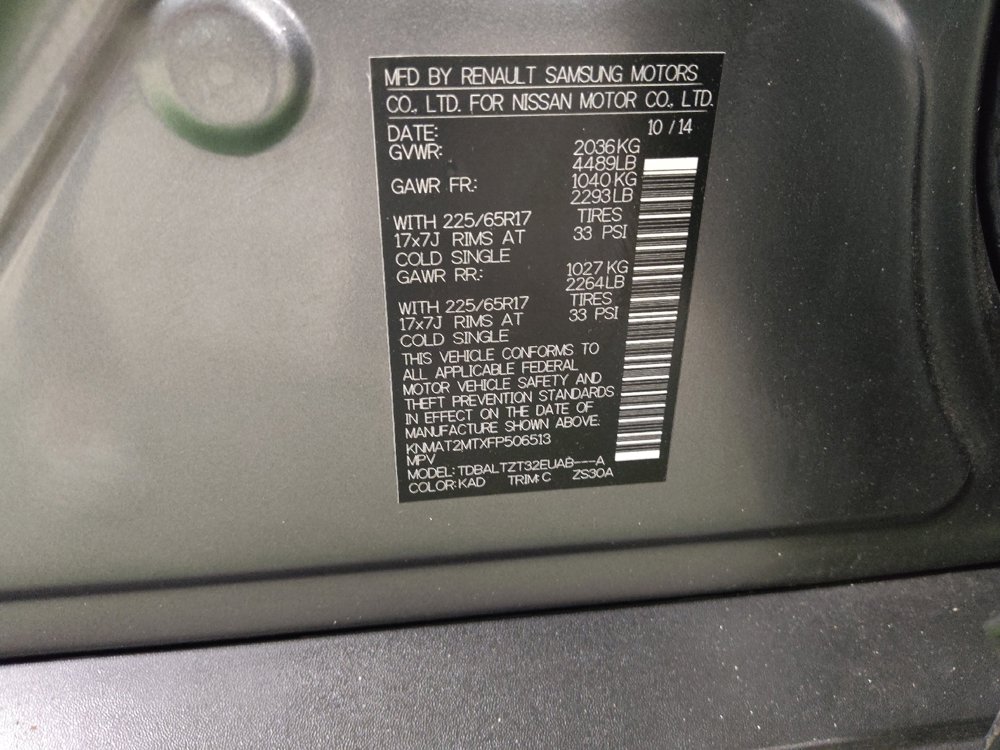 MFD BY RENAULT SAMSUNG MOTORS
CO., LTD. FOR NISSAN MOTOR CO., LTD.
DATE: 10 / 14
GVWR: 2036KG
4489LB
GAWR FR: 1040KG
2293LB
WITH 225/65R17 TIRES
17x7J RIMS AT 33 PSI
COLD SINGLE
GAWR RR: 1027KG
2264LB
WITH 225/65R17 TIRES
17x7J RIMS AT 33 PSI
COLD SINGLE
THIS VEHICLE CONFORMS TO
ALL APPLICABLE FEDERAL
MOTOR VEHICLE SAFETY AND
THEFT PREVENTION STANDARDS
IN EFFECT ON THE DATE OF
MANUFACTURE SHOWN ABOVE.
KNMAT2MTXFP506513
MPV
MODEL: TDBALTZT32EUAB---A
COLOR: KAD TRIM: C ZS30A